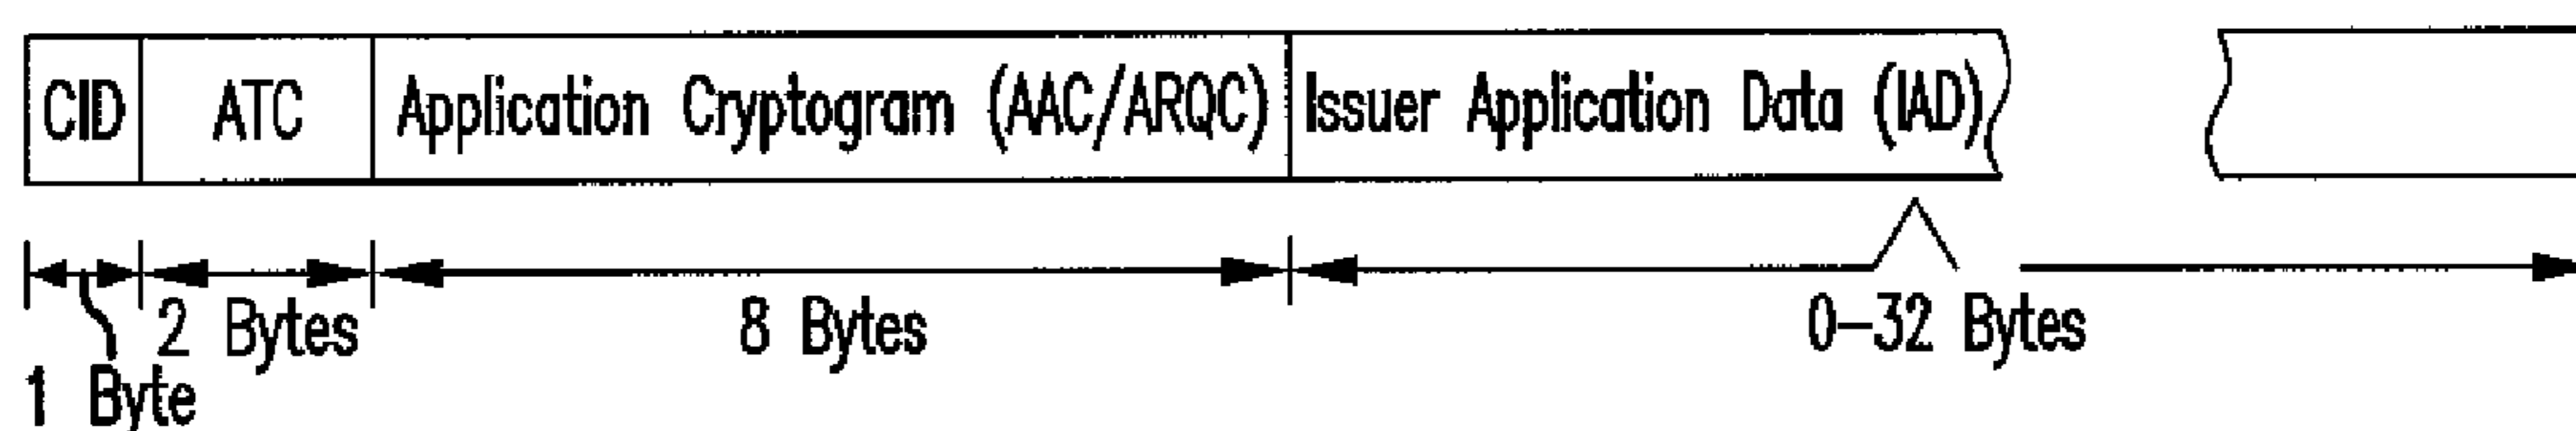 CID ATC Application Cryptogram (AAC/ARQC) Issuer Application Data (IAD)
2 Bytes 8 Bytes 0-32 Bytes
1 Byte